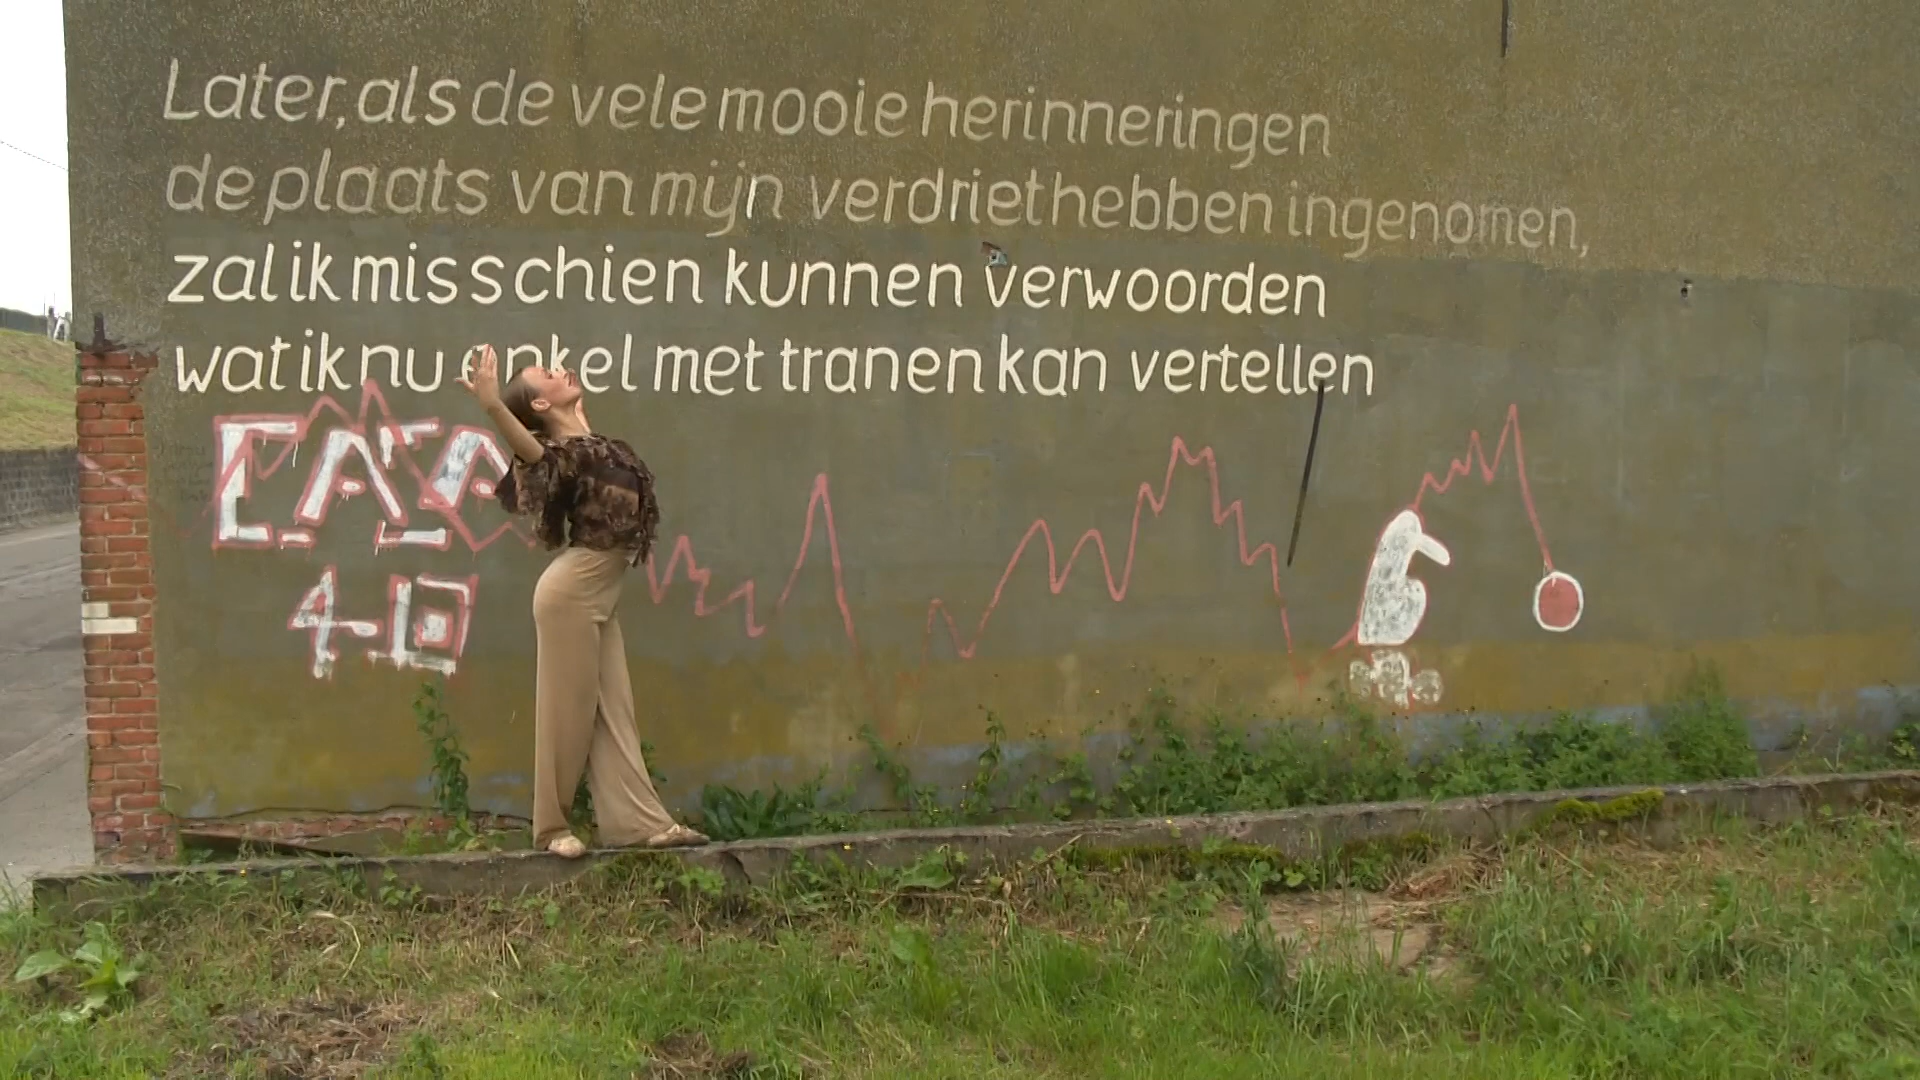 Later, als de vele mooie herinneringen
de plaats van mijn verdriet hebben ingenomen,
zal ik misschien kunnen verwoorden
wat ik nu enkel met tranen kan vertellen